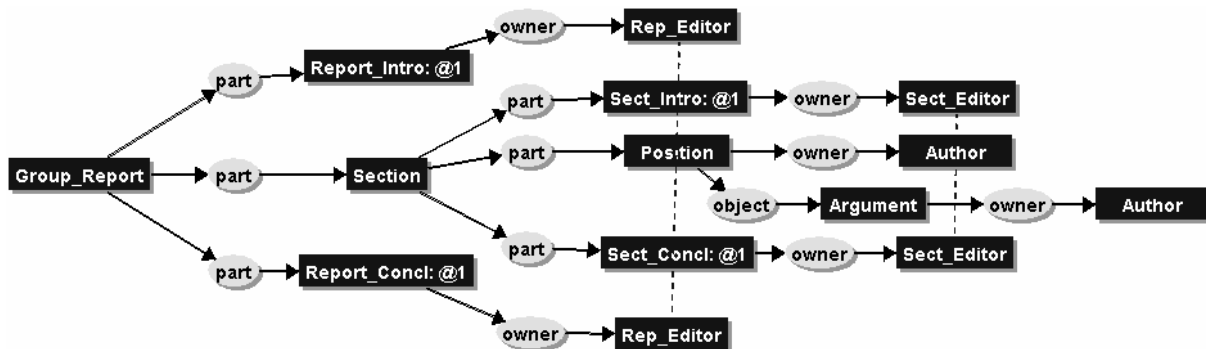 owner
Rep_Editor
Report_Intro: @1
part
part
Sect_Intro: @1
owner
Sect_Editor
Group_Report
part
Section
part
Position
owner
Author
object
Argument
owner
Author
part
Sect_Concl: @1
owner
Sect_Editor
part
Report_Concl: @1
owner
Rep_Editor